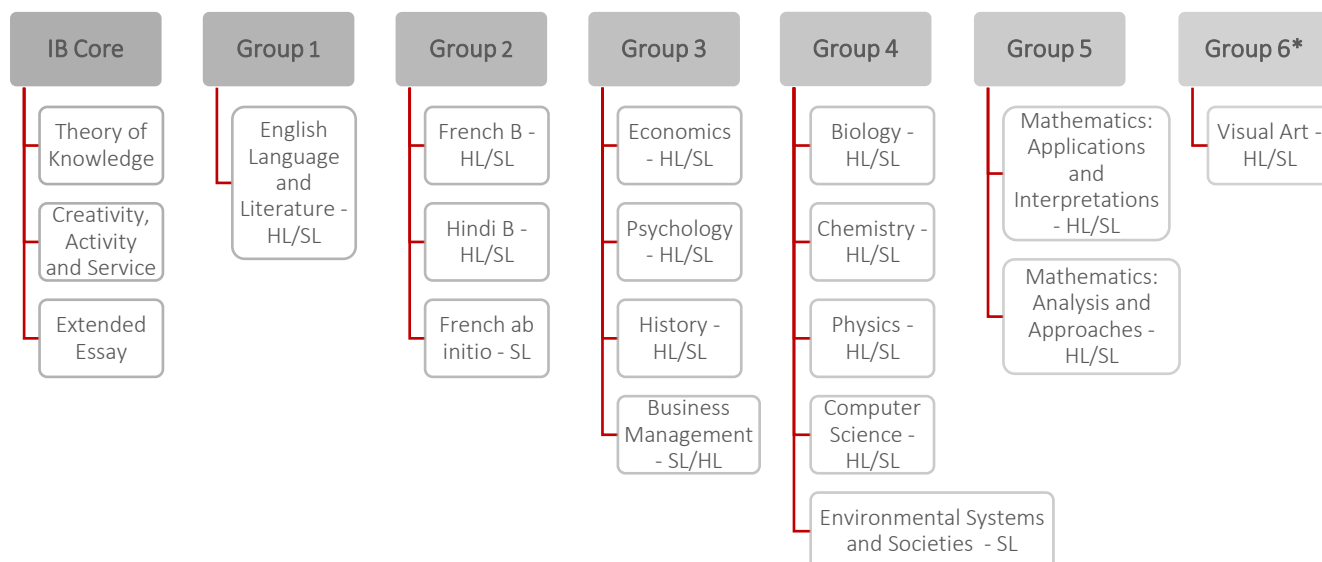 IB Core
Theory of
Knowledge
Creativity,
Activity
and Service
Extended
Essay
Group 1
English
Language
and
Literature -
HL/SL
Group 2
French B -
HL/SL
Hindi B -
HL/SL
French ab
initio - SL
Group 3
Economics
- HL/SL
Psychology
- HL/SL
History -
HL/SL
Business
Management
- SL/HL
Group 4
Biology -
HL/SL
Chemistry -
HL/SL
Physics -
HL/SL
Computer
Science -
HL/SL
Environmental Systems
and Societies - SL
Group 5
Mathematics:
Applications
and
Interpretations
- HL/SL
Mathematics:
Analysis and
Approaches -
HL/SL
Group 6*
Visual Art -
HL/SL